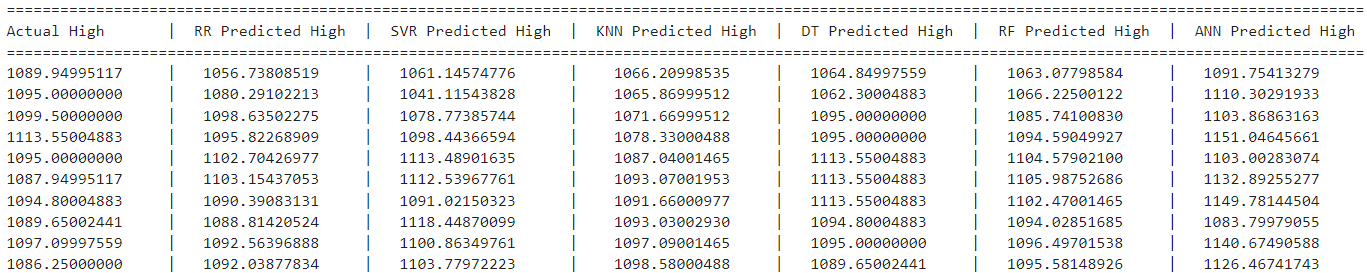 Actual High | RR Predicted High | SVR Predicted High | KNN Predicted High | DT Predicted High | RF Predicted High | ANN Predicted High
1089.94995117 | 1056.73808519 | 1061.14574776 | 1066.20998535 | 1064.84997559 | 1063.07798584 | 1091.75413279
1095.00000000 | 1080.29102213 | 1041.11543828 | 1065.86999512 | 1062.30004883 | 1066.22500122 | 1110.30291933
1099.50000000 | 1098.63502275 | 1078.77385744 | 1071.66999512 | 1095.00000000 | 1085.74100830 | 1103.86863163
1113.55004883 | 1095.82268909 | 1098.44366594 | 1078.33000488 | 1095.00000000 | 1094.59049927 | 1151.04645661
1095.00000000 | 1102.70426977 | 1113.48901635 | 1087.04001465 | 1113.55004883 | 1104.57902100 | 1103.00283074
1087.94995117 | 1103.15437053 | 1112.53967761 | 1093.07001953 | 1113.55004883 | 1105.98752686 | 1132.89255277
1094.80004883 | 1090.39083131 | 1091.02150323 | 1091.66000977 | 1113.55004883 | 1102.47001465 | 1149.78144504
1089.65002441 | 1088.81420524 | 1118.44870099 | 1093.03002930 | 1094.80004883 | 1094.02851685 | 1083.79979055
1097.09997559 | 1092.56396888 | 1100.86349761 | 1097.09001465 | 1095.00000000 | 1096.49701538 | 1140.67490588
1086.25000000 | 1092.03877834 | 1103.77972223 | 1098.58000488 | 1089.65002441 | 1095.58148926 | 1126.46741743